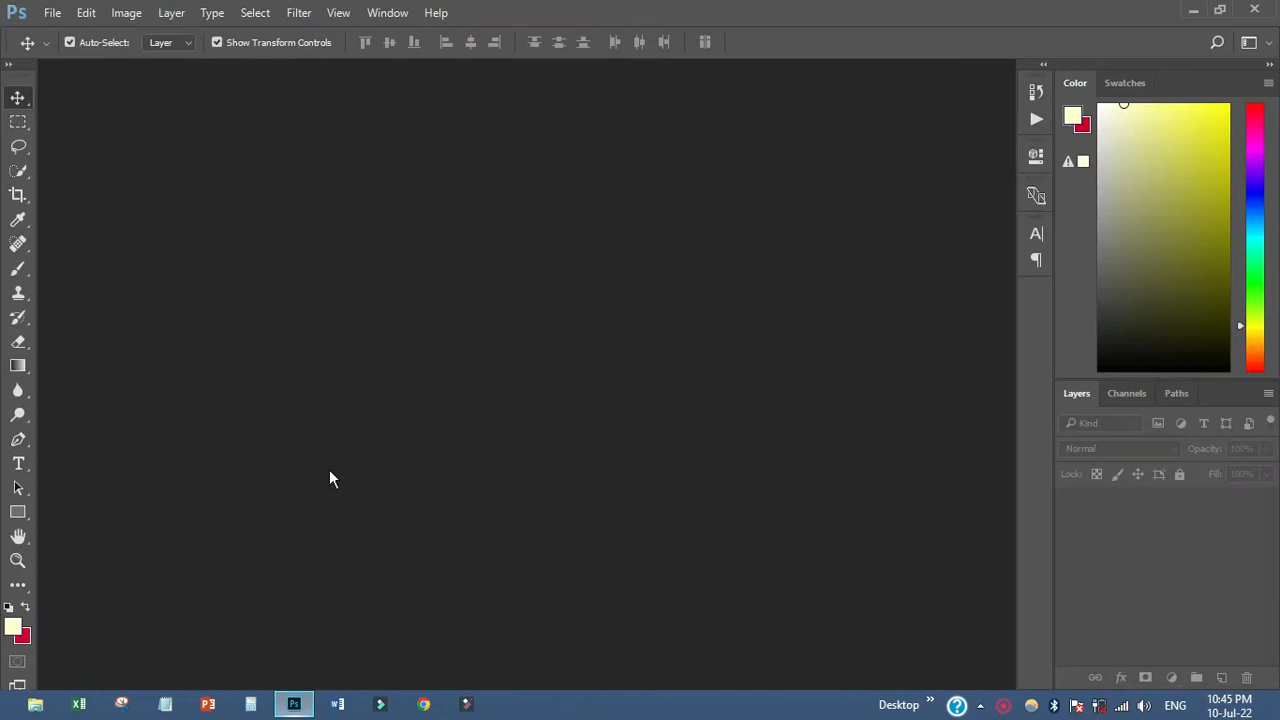 Ps File Edit Image Layer Type Select Filter View Window Help
Auto-Select: Layer Show Transform Controls
Color Swatches
Layers Channels Paths
Kind
Normal Opacity: 100%
Lock: Fill: 100%
Desktop ENG 10:45 PM
10-Jul-22